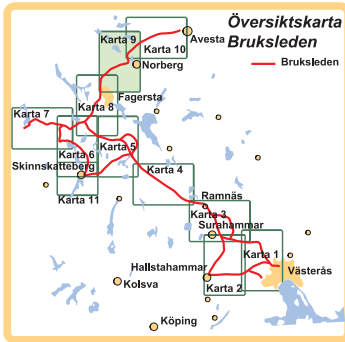 Översiktskarta
Bruksleden
Bruksleden
Karta 9
Karta 10
Avesta
Norberg
Fagersta
Karta 8
Karta 7
Karta 5
Karta 6
Skinnskatteberg
Karta 4
Karta 11
Ramnäs
Karta 3
Surahammar
Karta 1
Hallstahammar
Västerås
Kolsva
Karta 2
Köping